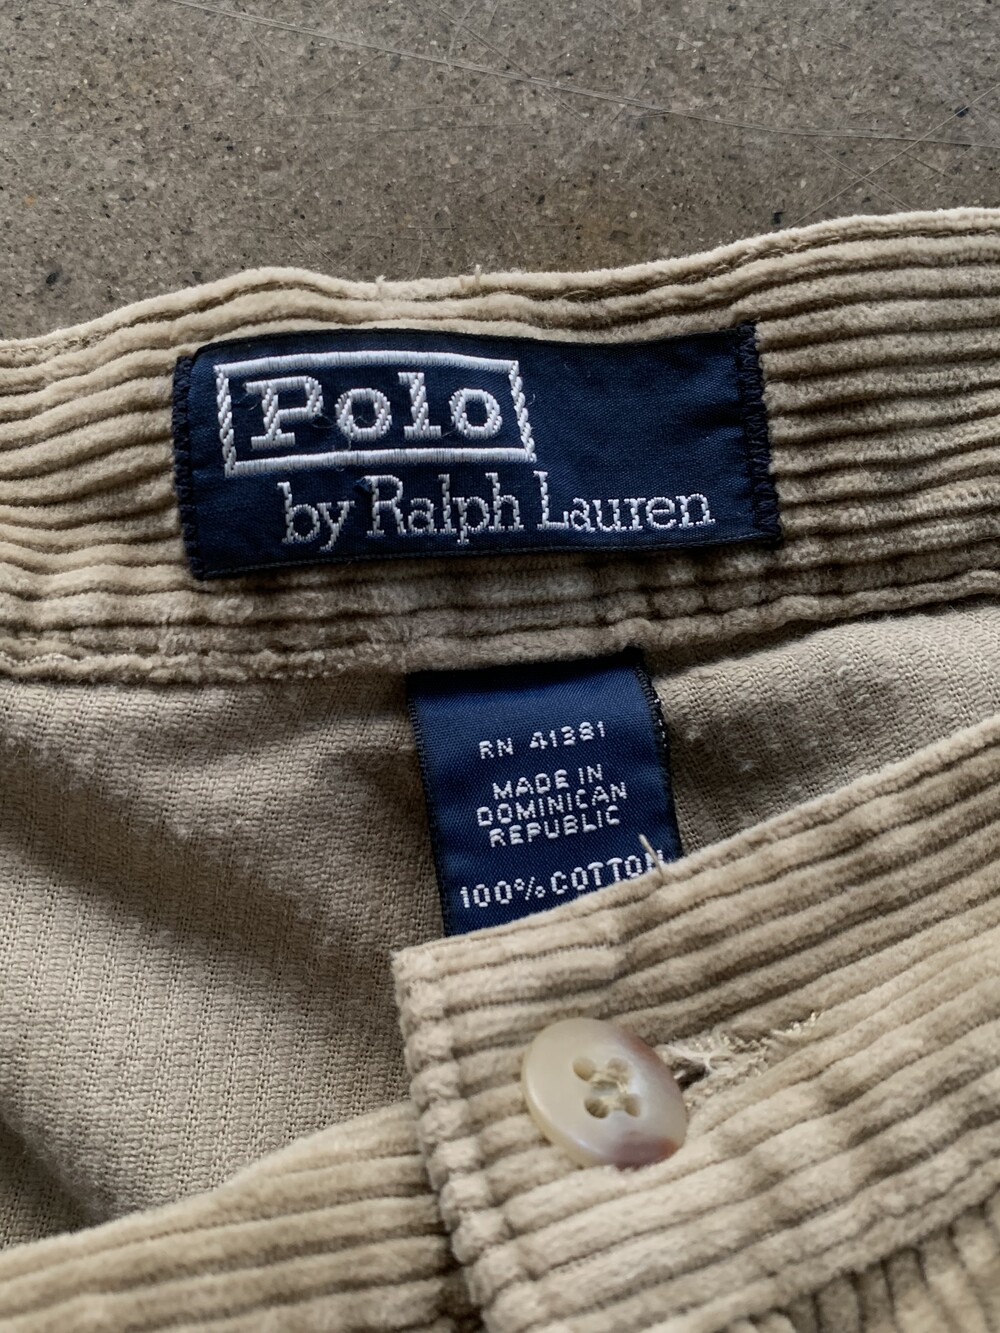 Polo
by Ralph Lauren
RN 41381
MADE IN
DOMINICAN
REPUBLIC
100% COTTON